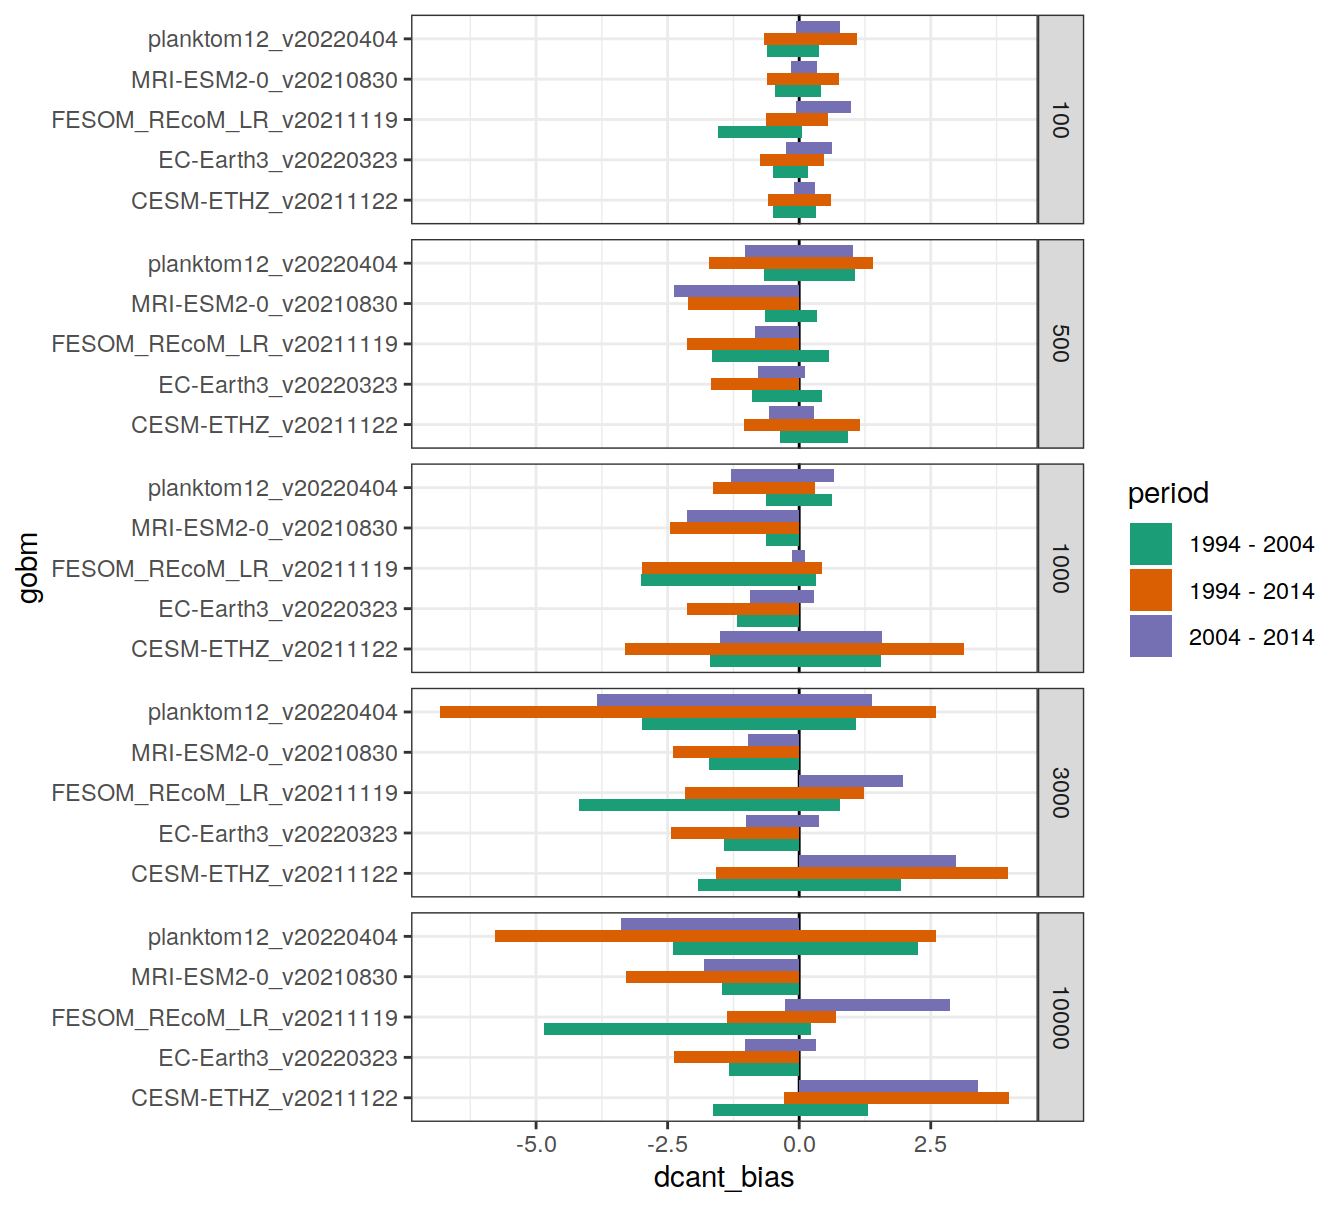 planktom12_v20220404
MRI-ESM2-0_v20210830
FESOM_REcoM_LR_v20211119
EC-Earth3_v20220323
CESM-ETHZ_v20211122
100
planktom12_v20220404
MRI-ESM2-0_v20210830
FESOM_REcoM_LR_v20211119
EC-Earth3_v20220323
CESM-ETHZ_v20211122
500
planktom12_v20220404
MRI-ESM2-0_v20210830
FESOM_REcoM_LR_v20211119
EC-Earth3_v20220323
CESM-ETHZ_v20211122
1000
planktom12_v20220404
MRI-ESM2-0_v20210830
FESOM_REcoM_LR_v20211119
EC-Earth3_v20220323
CESM-ETHZ_v20211122
3000
planktom12_v20220404
MRI-ESM2-0_v20210830
FESOM_REcoM_LR_v20211119
EC-Earth3_v20220323
CESM-ETHZ_v20211122
10000
gobm
-5.0 -2.5 0.0 2.5
dcant_bias
period
1994 - 2004
1994 - 2014
2004 - 2014